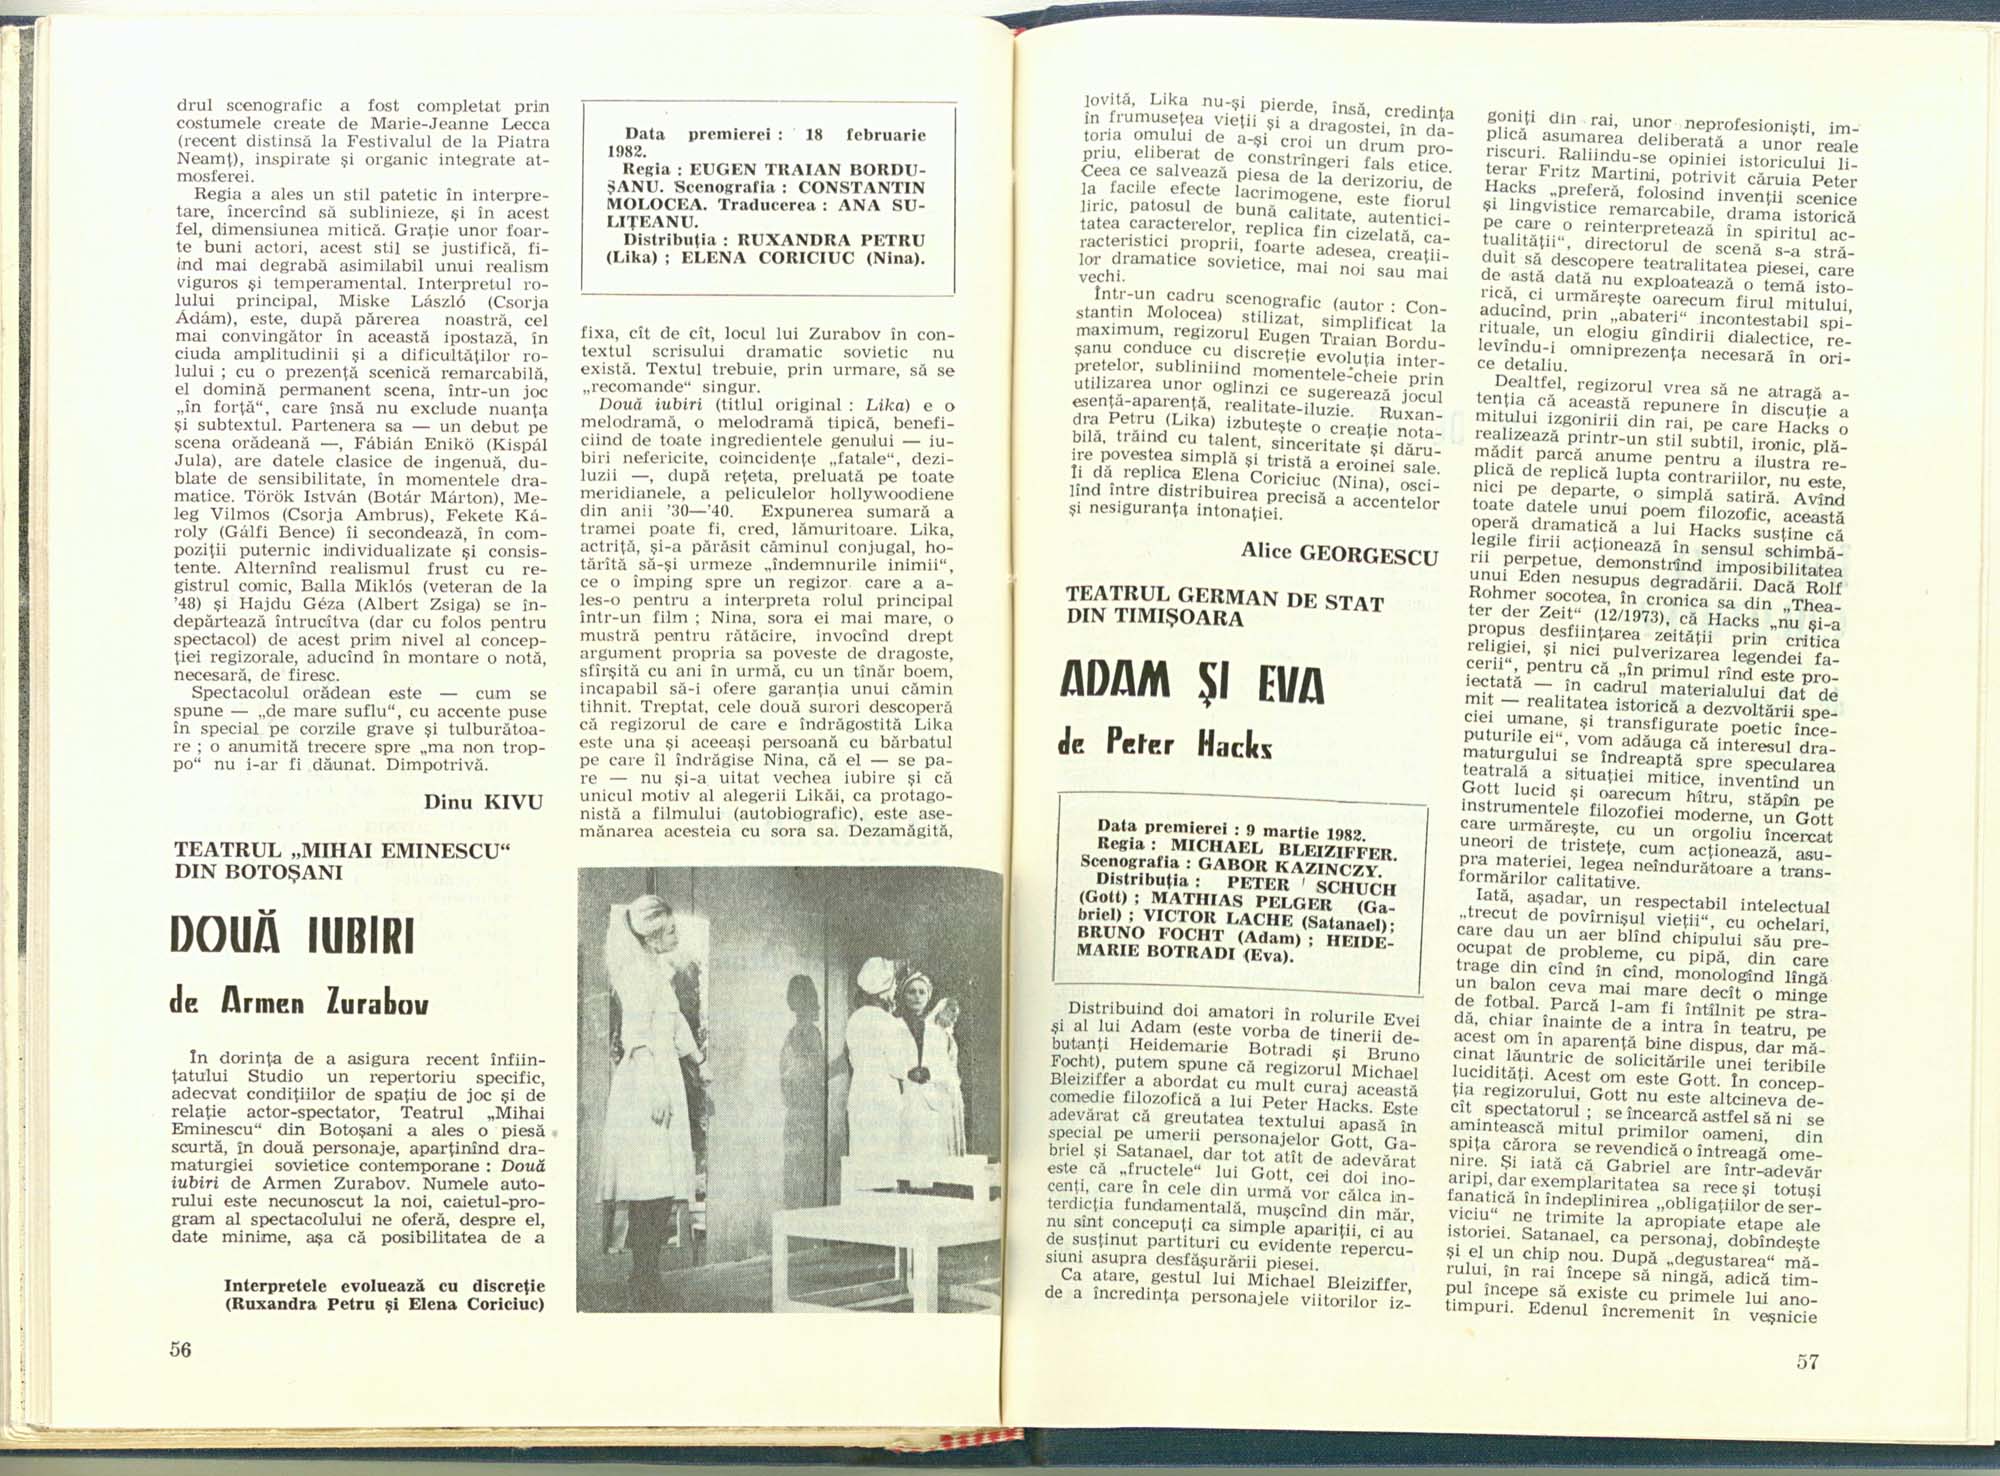 drul scenografic a fost completat prin
costumele create de Marie-Jeanne Lecca
(recent distinsă la Festivalul de la Piatra
Neamț), inspirate și organic integrate at-
mosferei.
Regia a ales un stil patetic în interpre-
tare, încercînd să sublinieze, și în acest
fel, dimensiunea mitică. Grație unor foar-
te buni actori, acest stil se justifică, fi-
ind mai degrabă asimilabil unui realism
viguros și temperamental. Interpretul ro-
lului principal, Miske László (Csorja
Ádám), este, după părerea noastră, cel
mai convingător în această ipostază, în
ciuda amplitudinii și a dificultăților ro-
lului ; cu o prezență scenică remarcabilă,
el domină permanent scena, într-un joc
„în forță“, care însă nu exclude nuanța
și subtextul. Partenera sa — un debut pe
scena orădeană —, Fábián Enikö (Kispál
Jula), are datele clasice de ingenuă, du-
blate de sensibilitate, în momentele dra-
matice. Török István (Botár Márton), Me-
leg Vilmos (Csorja Ambrus), Fekete Ká-
roly (Gálfi Bence) îi secondează, în com-
poziții puternic individualizate și consis-
tente. Alternînd realismul frust cu re-
gistrul comic, Balla Miklós (veteran de la
’48) și Hajdu Géza (Albert Zsiga) se în-
depărtează întrucîtva (dar cu folos pentru
spectacol) de acest prim nivel al concep-
ției regizorale, aducînd în montare o notă,
necesară, de firesc.
Spectacolul orădean este — cum se
spune — „de mare suflu“, cu accente puse
în special pe corzile grave și tulburătoa-
re ; o anumită trecere spre „ma non trop-
po“ nu i-ar fi dăunat. Dimpotrivă.
Dinu KIVU
TEATRUL „MIHAI EMINESCU“
DIN BOTOȘANI
DOUĂ IUBIRI
de Armen Zurabov
În dorința de a asigura recent înfiin-
țatului Studio un repertoriu specific,
adecvat condițiilor de spațiu de joc și de
relație actor-spectator, Teatrul „Mihai
Eminescu“ din Botoșani a ales o piesă
scurtă, în două personaje, aparținînd dra-
maturgiei sovietice contemporane : Două
iubiri de Armen Zurabov. Numele auto-
rului este necunoscut la noi, caietul-pro-
gram al spectacolului ne oferă, despre el,
date minime, așa că posibilitatea de a
Interpretele evoluează cu discreție
(Ruxandra Petru și Elena Coriciuc)
56
Data premierei : 18 februarie
1982.
Regia : EUGEN TRAIAN BORDU-
ȘANU. Scenografia : CONSTANTIN
MOLOCEA. Traducerea : ANA SU-
LIȚEANU.
Distribuția : RUXANDRA PETRU
(Lika) ; ELENA CORICIUC (Nina).
fixa, cît de cît, locul lui Zurabov în con-
textul scrisului dramatic sovietic nu
există. Textul trebuie, prin urmare, să se
„recomande“ singur.
Două iubiri (titlul original : Lika) e o
melodramă, o melodramă tipică, benefi-
ciind de toate ingredientele genului — iu-
biri nefericite, coincidențe „fatale“, dezi-
luzii —, după rețeta, preluată pe toate
meridianele, a peliculelor hollywoodiene
din anii ’30—’40. Expunerea sumară a
tramei poate fi, cred, lămuritoare. Lika,
actriță, și-a părăsit căminul conjugal, ho-
tărîtă să-și urmeze „îndemnurile inimii“,
ce o împing spre un regizor care a a-
les-o pentru a interpreta rolul principal
într-un film ; Nina, sora ei mai mare, o
mustră pentru rătăcire, invocînd drept
argument propria sa poveste de dragoste,
sfîrșită cu ani în urmă, cu un tînăr boem,
incapabil să-i ofere garanția unui cămin
tihnit. Treptat, cele două surori descoperă
că regizorul de care e îndrăgostită Lika
este una și aceeași persoană cu bărbatul
pe care îl îndrăgise Nina, că el — se pa-
re — nu și-a uitat vechea iubire și că
unicul motiv al alegerii Likăi, ca protago-
nistă a filmului (autobiografic), este ase-
mănarea acesteia cu sora sa. Dezamăgită,
lovită, Lika nu-și pierde, însă, credința
în frumusețea vieții și a dragostei, în da-
toria omului de a-și croi un drum pro-
priu, eliberat de constrîngeri fals etice.
Ceea ce salvează piesa de la derizoriu, de
la facile efecte lacrimogene, este fiorul
liric, patosul de bună calitate, autentici-
tatea caracterelor, replica fin cizelată, ca-
racteristici proprii, foarte adesea, creații-
lor dramatice sovietice, mai noi sau mai
vechi.
Într-un cadru scenografic (autor : Con-
stantin Molocea) stilizat, simplificat la
maximum, regizorul Eugen Traian Bordu-
șanu conduce cu discreție evoluția inter-
pretelor, subliniind momentele-cheie prin
utilizarea unor oglinzi ce sugerează jocul
esență-aparență, realitate-iluzie. Ruxan-
dra Petru (Lika) izbutește o creație nota-
bilă, trăind cu talent, sinceritate și dăru-
ire povestea simplă și tristă a eroinei sale.
Îi dă replica Elena Coriciuc (Nina), osci-
lînd între distribuirea precisă a accentelor
și nesiguranța intonației.
Alice GEORGESCU
TEATRUL GERMAN DE STAT
DIN TIMIȘOARA
ADAM ȘI EVA
de Peter Hacks
Data premierei : 9 martie 1982.
Regia : MICHAEL BLEIZIFFER.
Scenografia : GABOR KAZINCZY.
Distribuția : PETER SCHUCH
(Gott) ; MATHIAS PELGER (Ga-
briel) ; VICTOR LACHE (Satanael);
BRUNO FOCHT (Adam) ; HEIDE-
MARIE BOTRADI (Eva).
Distribuind doi amatori în rolurile Evei
și al lui Adam (este vorba de tinerii de-
butanți Heidemarie Botradi și Bruno
Focht), putem spune că regizorul Michael
Bleiziffer a abordat cu mult curaj această
comedie filozofică a lui Peter Hacks. Este
adevărat că greutatea textului apasă în
special pe umerii personajelor Gott, Ga-
briel și Satanael, dar tot atît de adevărat
este că „fructele“ lui Gott, cei doi ino-
cenți, care în cele din urmă vor călca in-
terdicția fundamentală, mușcînd din măr,
nu sînt concepuți ca simple apariții, ci au
de susținut partituri cu evidente repercu-
siuni asupra desfășurării piesei.
Ca atare, gestul lui Michael Bleiziffer,
de a încredința personajele viitorilor iz-
goniți din rai, unor neprofesioniști, im-
plică asumarea deliberată a unor reale
riscuri. Raliindu-se opiniei istoricului li-
terar Fritz Martini, potrivit căruia Peter
Hacks „preferă, folosind invenții scenice
și lingvistice remarcabile, drama istorică
pe care o reinterpretează în spiritul ac-
tualității“, directorul de scenă s-a stră-
duit să descopere teatralitatea piesei, care
de astă dată nu exploatează o temă isto-
rică, ci urmărește oarecum firul mitului,
aducînd, prin „abateri“ incontestabil spi-
rituale, un elogiu gîndirii dialectice, re-
levîndu-i omniprezența necesară în ori-
ce detaliu.
Dealtfel, regizorul vrea să ne atragă a-
tenția că această repunere în discuție a
mitului izgonirii din rai, pe care Hacks o
realizează printr-un stil subtil, ironic, plă-
mădit parcă anume pentru a ilustra re-
plică de replică lupta contrariilor, nu este,
nici pe departe, o simplă satiră. Avînd
toate datele unui poem filozofic, această
operă dramatică a lui Hacks susține că
legile firii acționează în sensul schimbă-
rii perpetue, demonstrînd imposibilitatea
unui Eden nesupus degradării. Dacă Rolf
Rohmer socotea, în cronica sa din „Thea-
ter der Zeit“ (12/1973), că Hacks „nu și-a
propus desființarea zeității prin critica
religiei, și nici pulverizarea legendei fa-
cerii“, pentru că „în primul rînd este pro-
iectată — în cadrul materialului dat de
mit — realitatea istorică a dezvoltării spe-
ciei umane, și transfigurate poetic înce-
puturile ei“, vom adăuga că interesul dra-
maturgului se îndreaptă spre specularea
teatrală a situației mitice, inventînd un
Gott lucid și oarecum hîtru, stăpîn pe
instrumentele filozofiei moderne, un Gott
care urmărește, cu un orgoliu încercat
uneori de tristețe, cum acționează, asu-
pra materiei, legea neîndurătoare a trans-
formărilor calitative.
Iată, așadar, un respectabil intelectual
„trecut de povîrnișul vieții“, cu ochelari,
care dau un aer blînd chipului său pre-
ocupat de probleme, cu pipă, din care
trage din cînd în cînd, monologînd lîngă
un balon ceva mai mare decît o minge
de fotbal. Parcă l-am fi întîlnit pe stra-
dă, chiar înainte de a intra în teatru, pe
acest om în aparență bine dispus, dar mă-
cinat lăuntric de solicitările unei teribile
lucidități. Acest om este Gott. În concep-
ția regizorului, Gott nu este altcineva de-
cît spectatorul ; se încearcă astfel să ni se
amintească mitul primilor oameni, din
spița cărora se revendică o întreagă ome-
nire. Și iată că Gabriel are într-adevăr
aripi, dar exemplaritatea sa rece și totuși
fanatică în îndeplinirea „obligațiilor de ser-
viciu“ ne trimite la apropiate etape ale
istoriei. Satanael, ca personaj, dobîndește
și el un chip nou. După „degustarea“ mă-
rului, în rai începe să ningă, adică tim-
pul începe să existe cu primele lui ano-
timpuri. Edenul încremenit în veșnicie
57